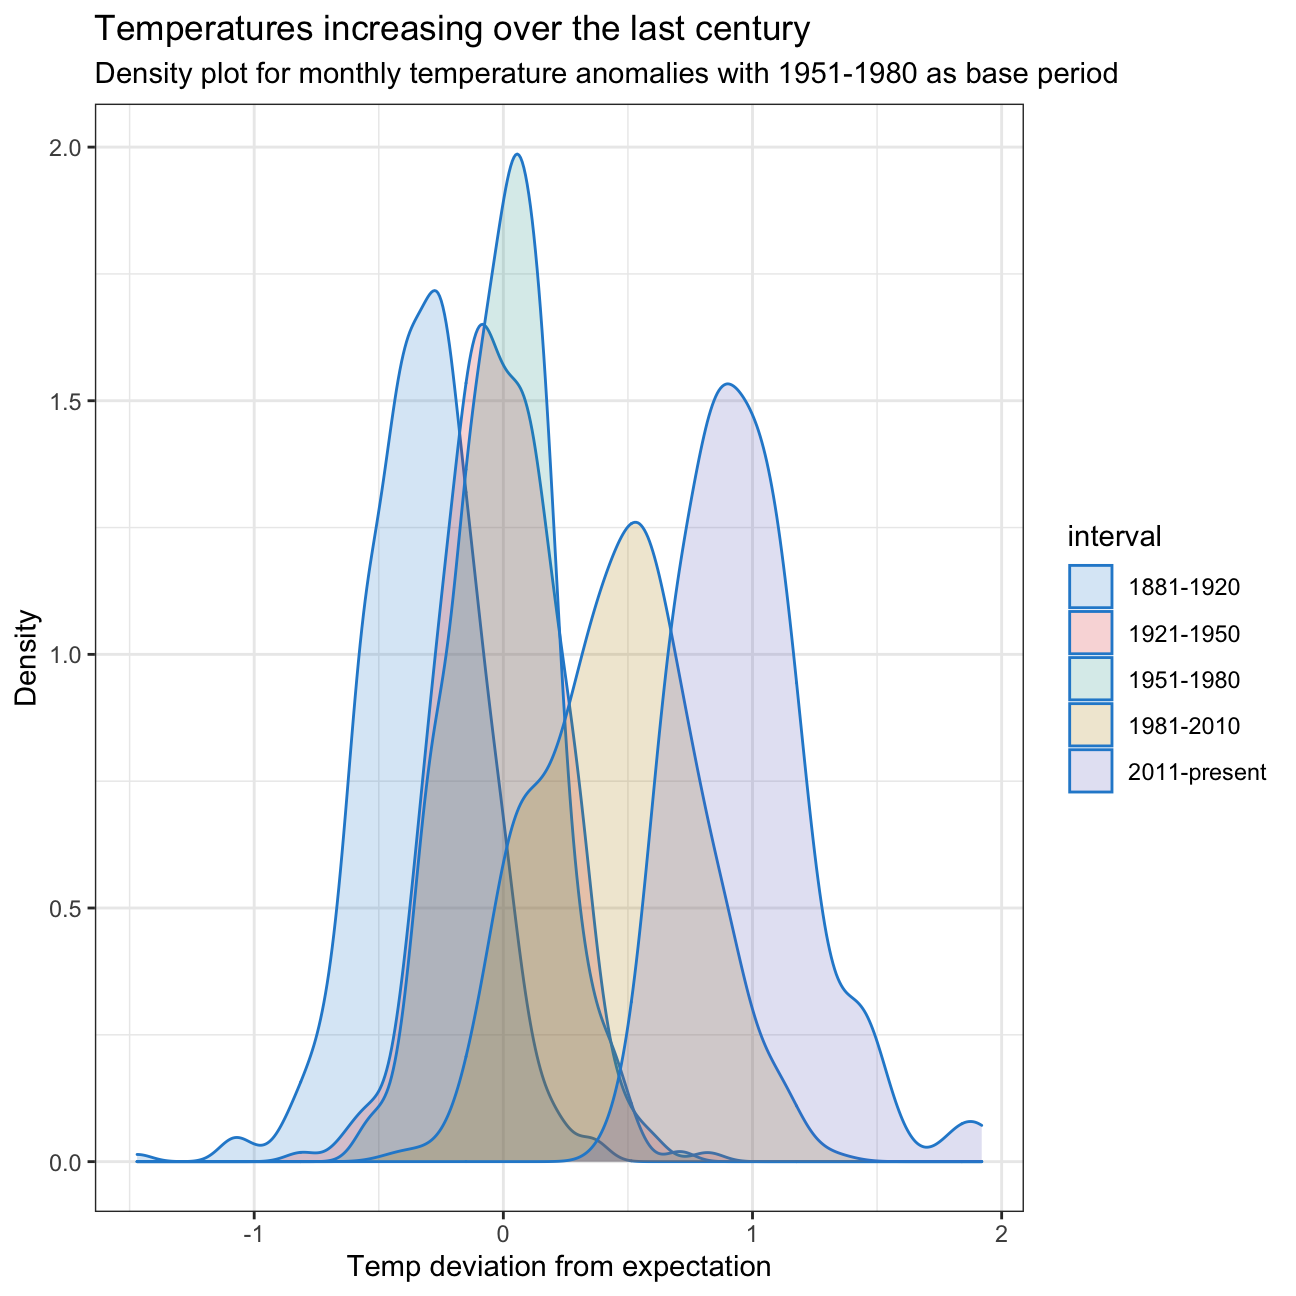 Temperatures increasing over the last century
Density plot for monthly temperature anomalies with 1951-1980 as base period
2.0
1.5
1.0
0.5
0.0
Density
-1
0
1
2
Temp deviation from expectation
interval
1881-1920
1921-1950
1951-1980
1981-2010
2011-present